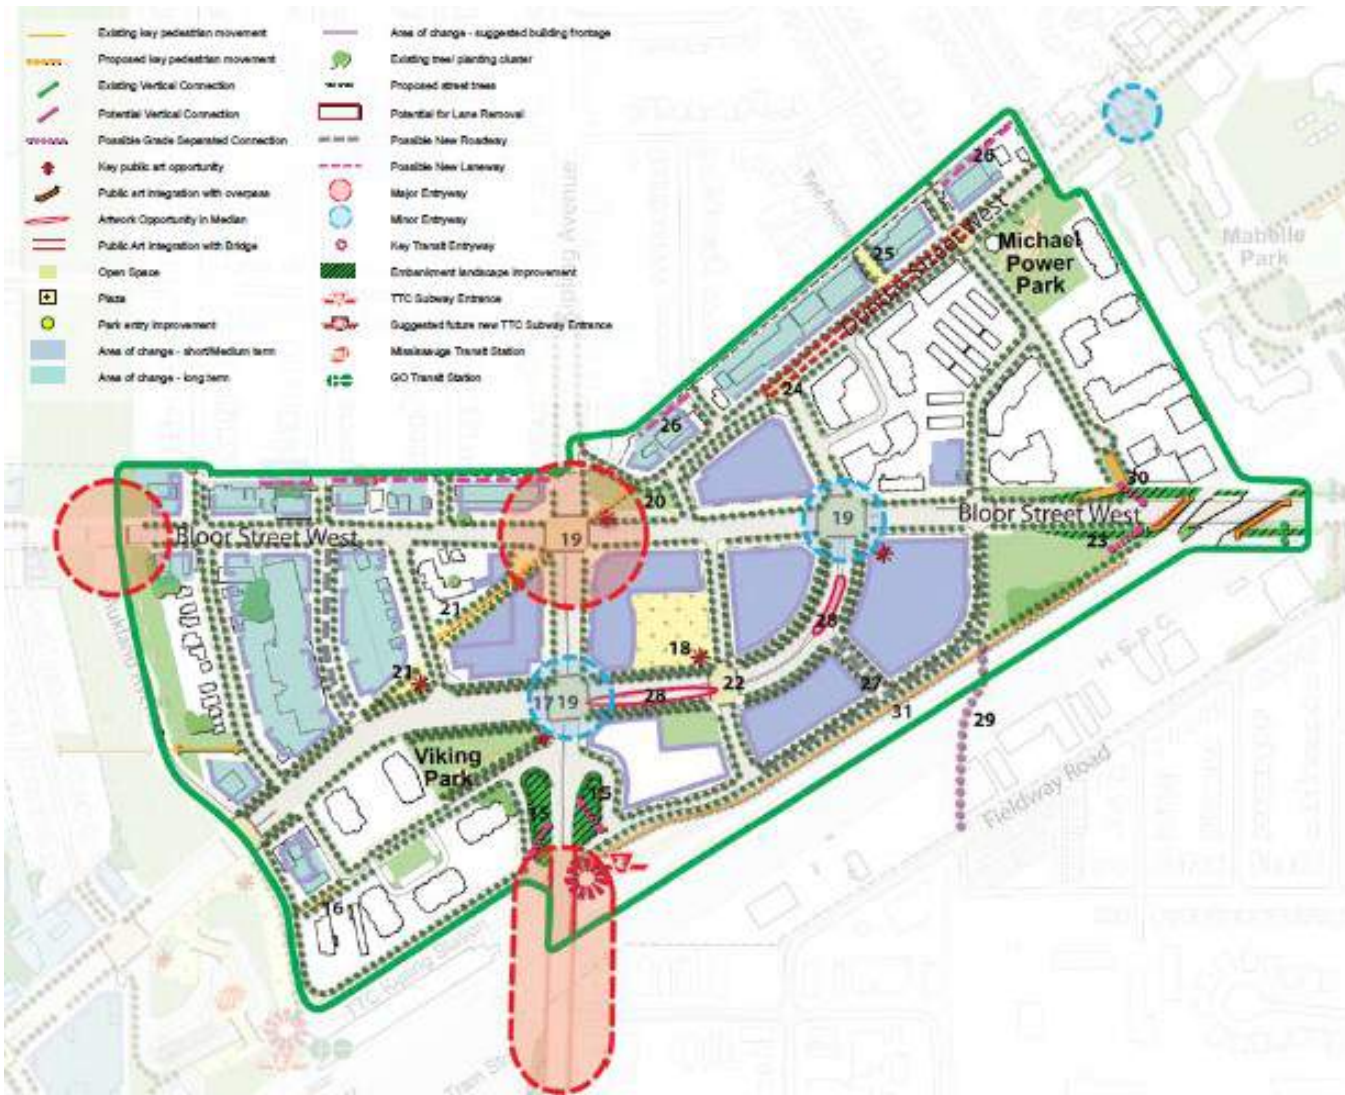 Existing key pedestrian movement
Proposed key pedestrian movement
Existing Vertical Connection
Potential Vertical Connection
Possible Grade Separated Connection
Key public art opportunity
Public art integration with overpass
Artwork Opportunity in Median
Public Art Integration with Bridge
Open Space
Plaza
Park entry improvement
Area of change - short/Medium term
Area of change - long term
Area of change - suggested building frontage
Existing tree/ planting cluster
Proposed street trees
Potential for Lane Removal
Possible New Roadway
Possible New Laneway
Major Entryway
Minor Entryway
Key Transit Entryway
Embankment landscape improvement
TTC Subway Entrance
Suggested future new TTC Subway Entrance
Mississauga Transit Station
GO Transit Station
Kipling Avenue
26
Dundas Street West
Michael
Power
Park
Mabelle
Park
25
24
26
20
30
Bloor Street West
19
19
Bloor Street West
23
21
28
H.S.P.C.
21
18
22
27
28
17 19
31
29
Viking
Park
Fieldway Road
15
15
16
TTC Kipling Station